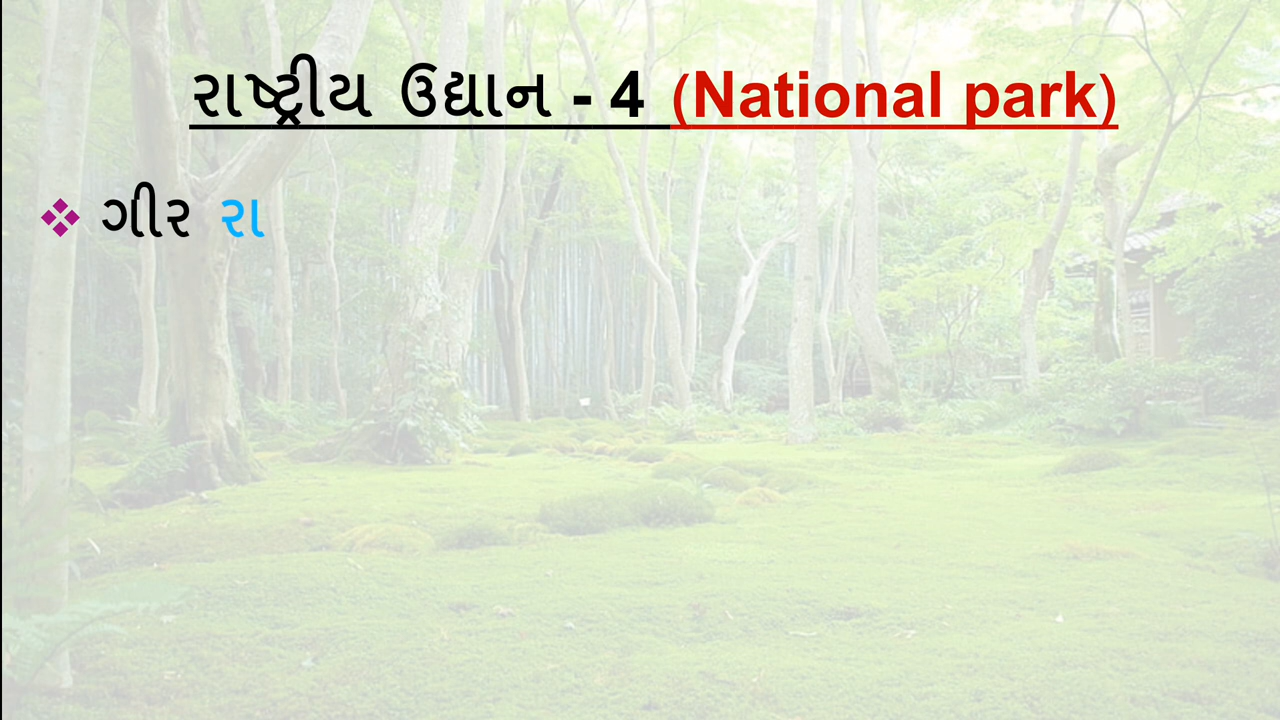 રાષ્ટ્રીય ઉદ્યાન - 4 (National park)
❖ ગીર રા